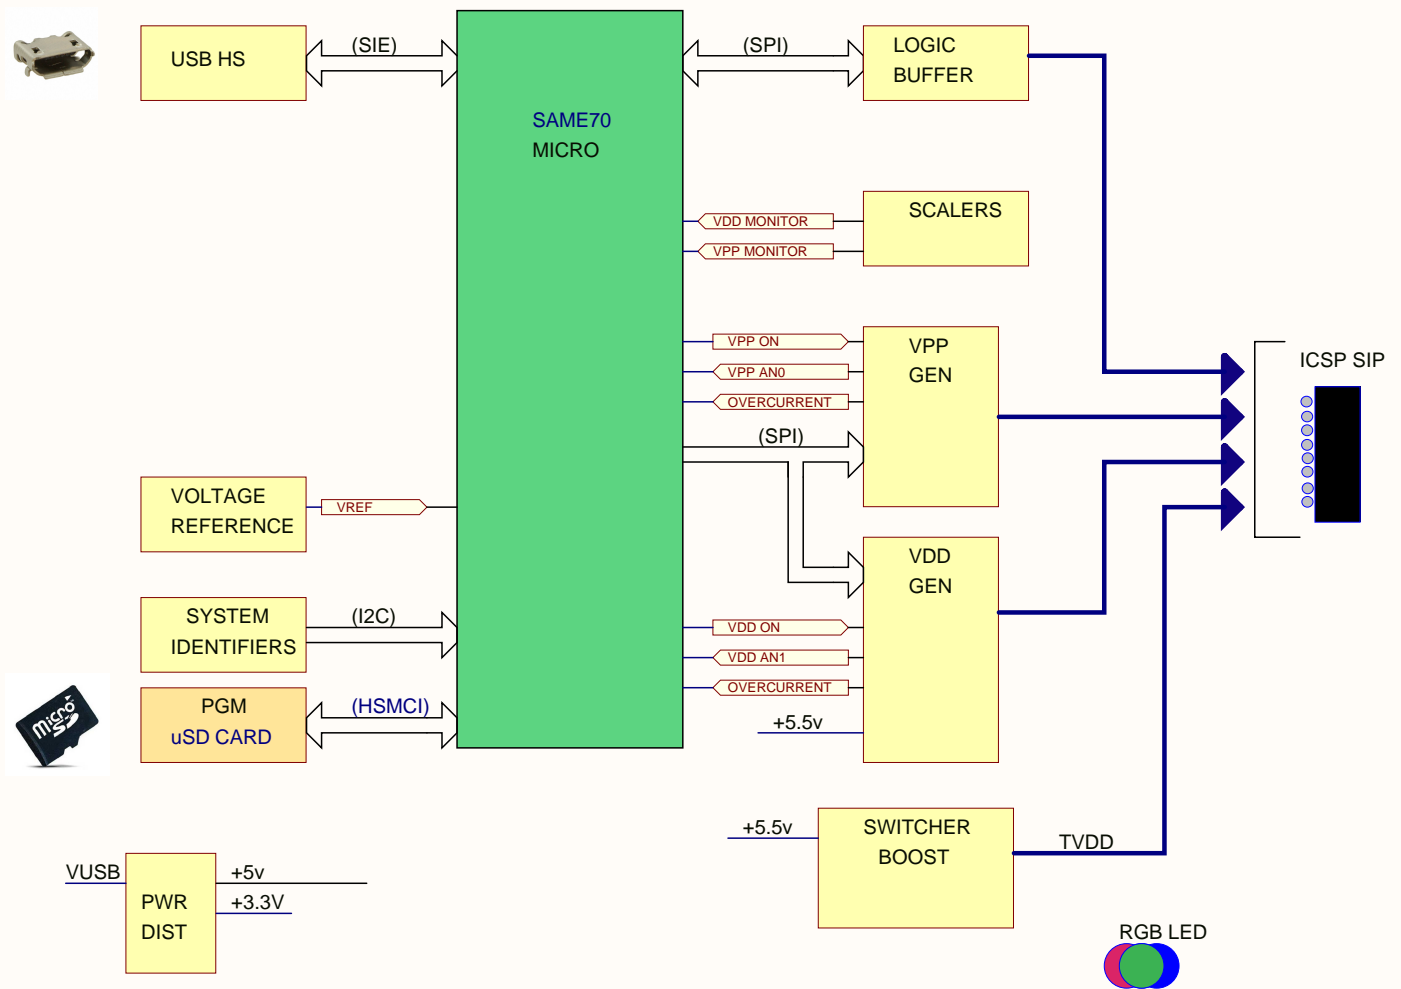 USB HS
(SIE)
(SPI)
LOGIC
BUFFER
SAME70
MICRO
SCALERS
VDD MONITOR
VPP MONITOR
VPP ON
VPP AN0
OVERCURRENT
(SPI)
VPP
GEN
ICSP SIP
VOLTAGE
REFERENCE
VREF
VDD
GEN
SYSTEM
IDENTIFIERS
(I2C)
VDD ON
VDD AN1
OVERCURRENT
+5.5v
micro
SD
PGM
uSD CARD
(HSMCI)
+5.5v
SWITCHER
BOOST
TVDD
VUSB
PWR
DIST
+5v
+3.3V
RGB LED